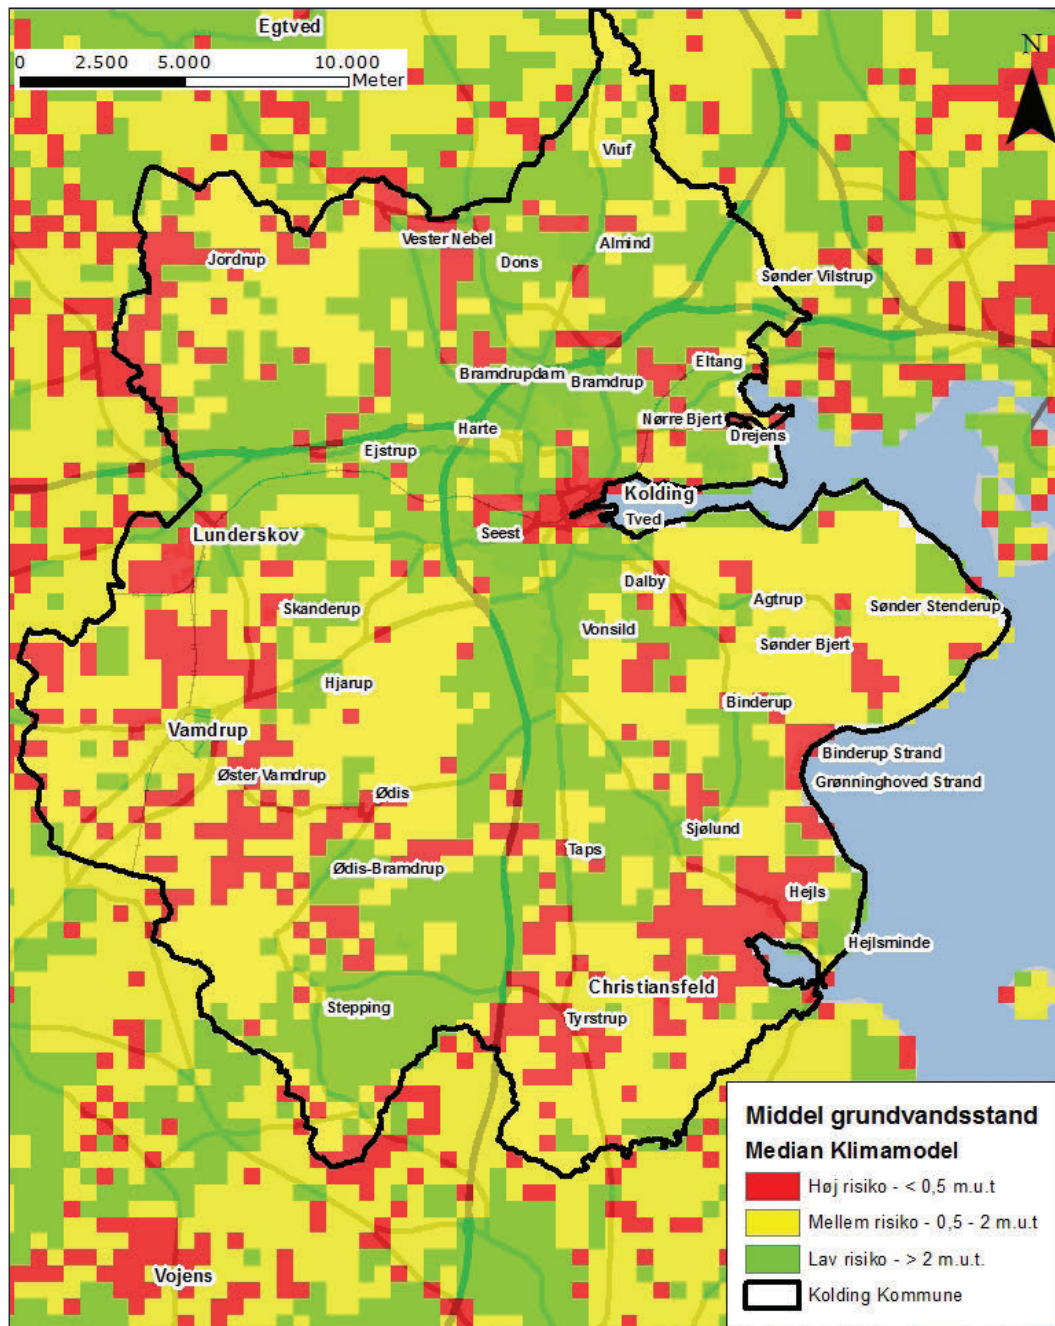 Egtved
0 2.500 5.000 10.000
Meter
N
Viuf
Vester Nebel
Almind
Jordrup
Dons
Sønder Vilstrup
Eltang
Bramdrupdam
Bramdrup
Nørre Bjert
Harte
Drejens
Ejstrup
Kolding
Tved
Seest
Lunderskov
Dalby
Agtrup
Sønder Stenderup
Skanderup
Vonsild
Sønder Bjert
Hjarup
Binderup
Vamdrup
Binderup Strand
Øster Vamdrup
Grønninghoved Strand
Ødis
Sjølund
Taps
Ødis-Bramdrup
Hejls
Hejlsminde
Christiansfeld
Stepping
Tyrstrup
Vojens
Middel grundvandsstand
Median Klimamodel
Høj risiko - < 0,5 m.u.t
Mellem risiko - 0,5 - 2 m.u.t
Lav risiko - > 2 m.u.t.
Kolding Kommune